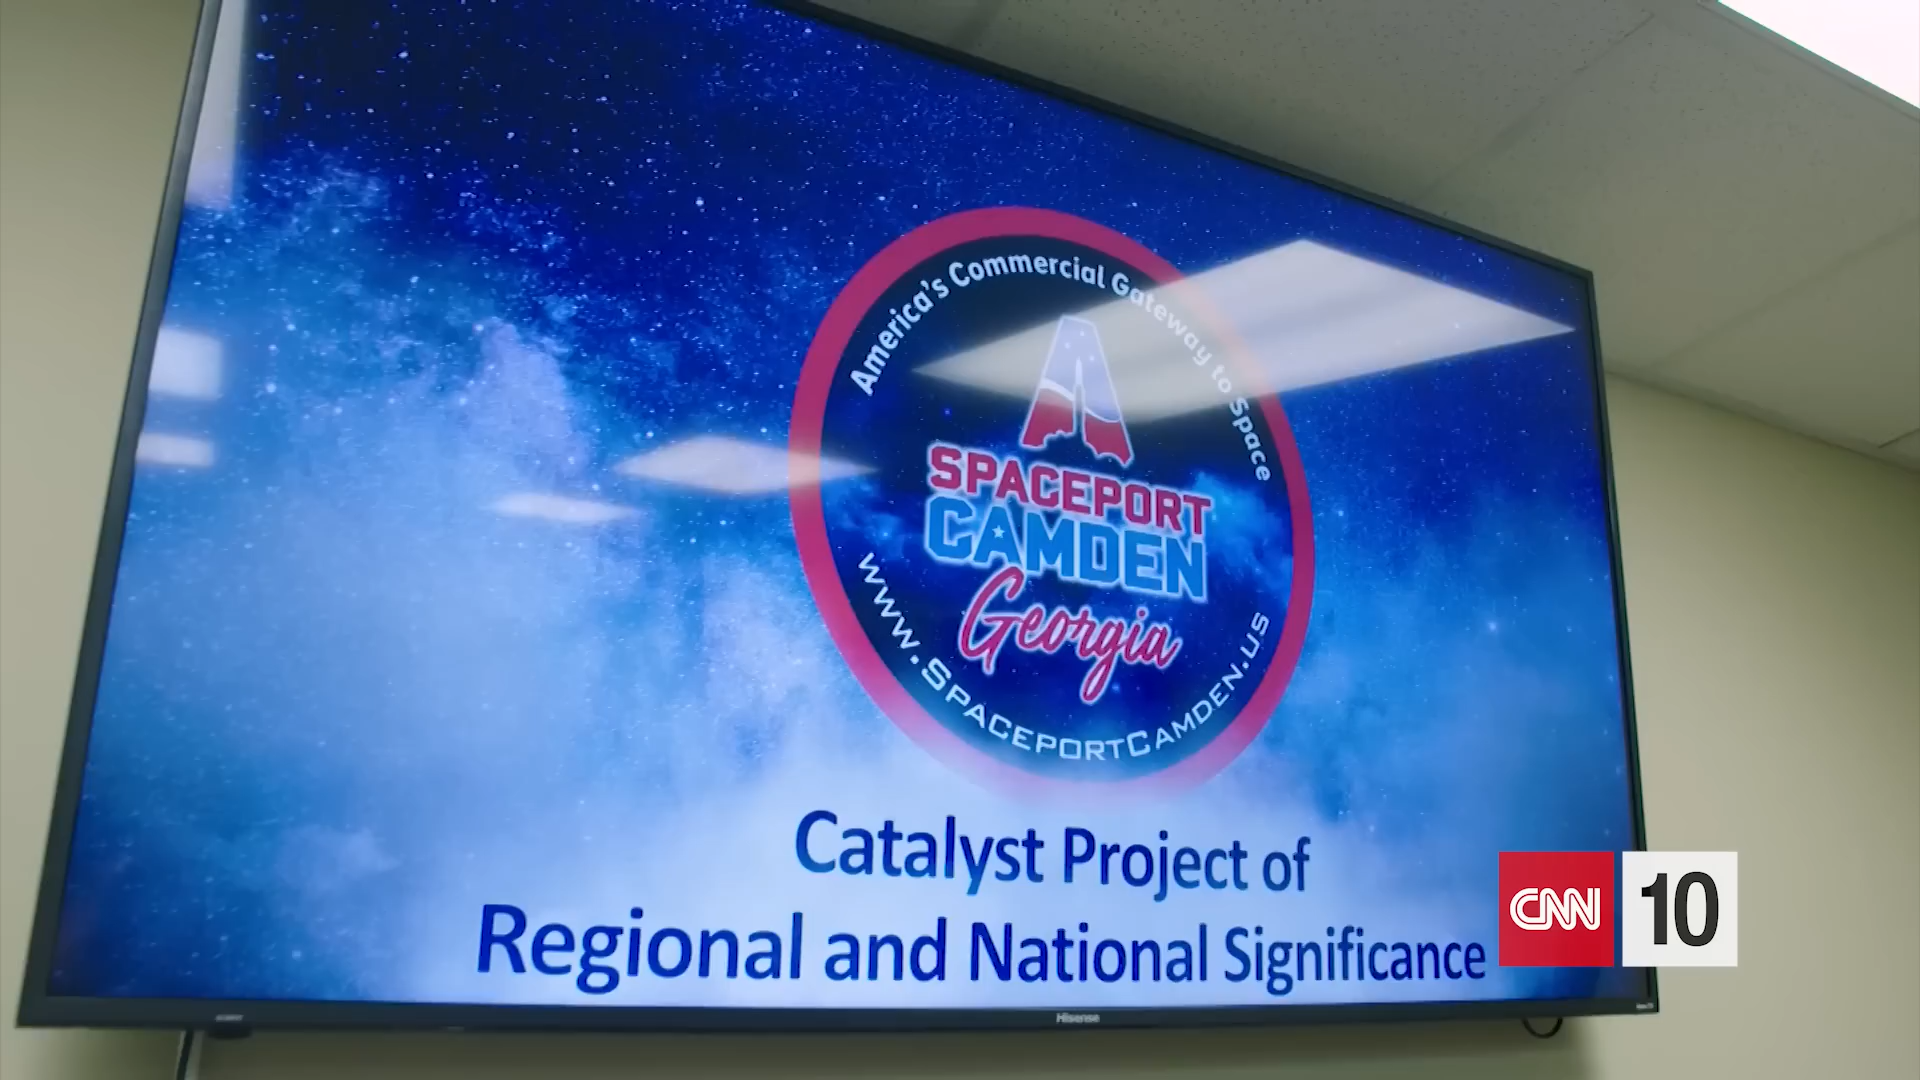 America's Commercial Gateway to Space
SPACEPORT
CAMDEN
Georgia
www.SpaceportCamden.us
Catalyst Project of
Regional and National Significance
CNN 10
Hisense